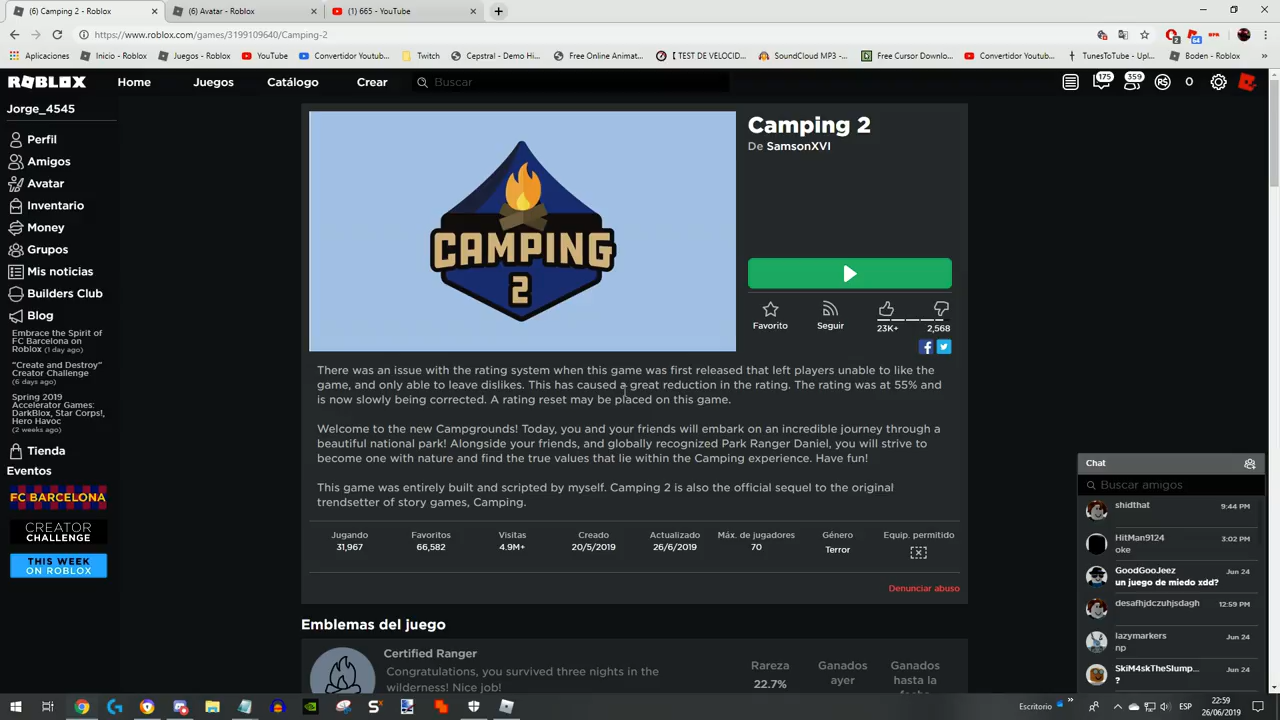 (6) Camping 2 - Roblox
(6) Avatar - Roblox
(1) 665 - YouTube
https://www.roblox.com/games/3199109640/Camping-2
Aplicaciones
Inicio - Roblox
Juegos - Roblox
YouTube
Convertidor Youtub...
Twitch
Cepstral - Demo Hi...
Free Online Animat...
[ TEST DE VELOCID...
SoundCloud MP3 -...
Free Cursor Downl...
Convertidor Youtub...
TunesToTube - Upl...
Boden - Roblox
ROBLOX
Home
Juegos
Catálogo
Crear
Buscar
175
359
0
Jorge_4545
Perfil
Amigos
Avatar
Inventario
Money
Grupos
Mis noticias
Builders Club
Blog
Embrace the Spirit of
FC Barcelona on
Roblox (1 day ago)
"Create and Destroy"
Creator Challenge
(6 days ago)
Spring 2019
Accelerator Games:
DarkBlox, Star Corps!,
Hero Havoc
(2 weeks ago)
Tienda
Eventos
FC BARCELONA
CREATOR
CHALLENGE
THIS WEEK
ON ROBLOX
CAMPING
2
Camping 2
De SamsonXVI
Favorito
Seguir
23K+
2,568
There was an issue with the rating system when this game was first released that left players unable to like the
game, and only able to leave dislikes. This has caused a great reduction in the rating. The rating was at 55% and
is now slowly being corrected. A rating reset may be placed on this game.
Welcome to the new Campgrounds! Today, you and your friends will embark on an incredible journey through a
beautiful national park! Alongside your friends, and globally recognized Park Ranger Daniel, you will strive to
become one with nature and find the true values that lie within the Camping experience. Have fun!
This game was entirely built and scripted by myself. Camping 2 is also the official sequel to the original
trendsetter of story games, Camping.
Jugando
31,967
Favoritos
66,582
Visitas
4.9M+
Creado
20/5/2019
Actualizado
26/6/2019
Máx. de jugadores
70
Género
Terror
Equip. permitido
Denunciar abuso
Emblemas del juego
Certified Ranger
Congratulations, you survived three nights in the
wilderness! Nice job!
Rareza
22.7%
Ganados
ayer
Ganados
hasta la
fecha
Chat
Buscar amigos
shidthat
9:44 PM
HitMan9124
3:02 PM
oke
GoodGooJeez
Jun 24
un juego de miedo xdd?
desafhjdczuhjsdagh
12:59 PM
lazymarkers
Jun 24
np
SkiM4skTheSlump...
Jun 24
?
Escritorio
ESP
22:59
26/06/2019